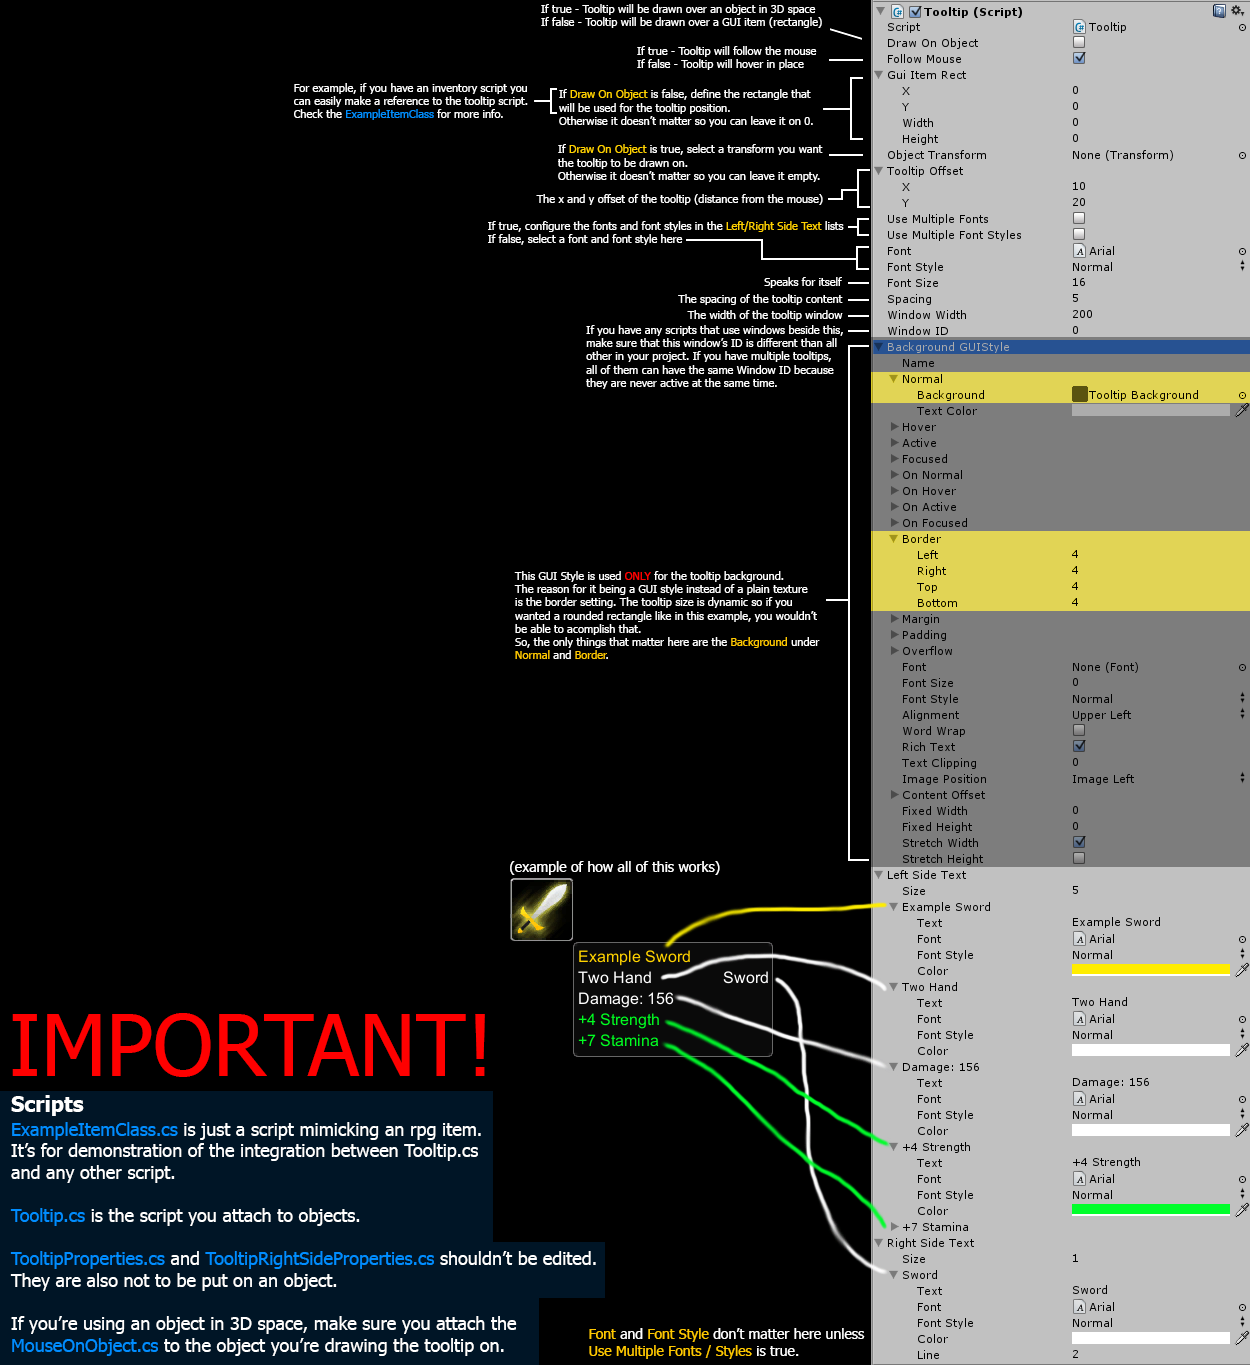 If true - Tooltip will be drawn over an object in 3D space
If false - Tooltip will be drawn over a GUI item (rectangle)
If true - Tooltip will follow the mouse
If false - Tooltip will hover in place
For example, if you have an inventory script you
can easily make a reference to the tooltip script.
Check the ExampleItemClass for more info.
If Draw On Object is false, define the rectangle that
will be used for the tooltip position.
Otherwise it doesn't matter so you can leave it on 0.
If Draw On Object is true, select a transform you want
the tooltip to be drawn on.
Otherwise it doesn't matter so you can leave it empty.
The x and y offset of the tooltip (distance from the mouse)
If true, configure the fonts and font styles in the Left/Right Side Text lists
If false, select a font and font style here
Speaks for itself
The spacing of the tooltip content
The width of the tooltip window
If you have any scripts that use windows beside this,
make sure that this window's ID is different than all
other in your project. If you have multiple tooltips,
all of them can have the same Window ID because
they are never active at the same time.
This GUI Style is used ONLY for the tooltip background.
The reason for it being a GUI style instead of a plain texture
is the border setting. The tooltip size is dynamic so if you
wanted a rounded rectangle like in this example, you wouldn't
be able to acomplish that.
So, the only things that matter here are the Background under
Normal and Border.
(example of how all of this works)
Example Sword
Two Hand Sword
Damage: 156
+4 Strength
+7 Stamina
IMPORTANT!
Scripts
ExampleItemClass.cs is just a script mimicking an rpg item.
It's for demonstration of the integration between Tooltip.cs
and any other script.
Tooltip.cs is the script you attach to objects.
TooltipProperties.cs and TooltipRightSideProperties.cs shouldn't be edited.
They are also not to be put on an object.
If you're using an object in 3D space, make sure you attach the
MouseOnObject.cs to the object you're drawing the tooltip on.
Font and Font Style don't matter here unless
Use Multiple Fonts / Styles is true.
Tooltip (Script)
Script Tooltip
Draw On Object
Follow Mouse
Gui Item Rect
X 0
Y 0
Width 0
Height 0
Object Transform None (Transform)
Tooltip Offset
X 10
Y 20
Use Multiple Fonts
Use Multiple Font Styles
Font Arial
Font Style Normal
Font Size 16
Spacing 5
Window Width 200
Window ID 0
Background GUIStyle
Name
Normal
Background Tooltip Background
Text Color
Hover
Active
Focused
On Normal
On Hover
On Active
On Focused
Border
Left 4
Right 4
Top 4
Bottom 4
Margin
Padding
Overflow
Font None (Font)
Font Size 0
Font Style Normal
Alignment Upper Left
Word Wrap
Rich Text
Text Clipping 0
Image Position Image Left
Content Offset
Fixed Width 0
Fixed Height 0
Stretch Width
Stretch Height
Left Side Text
Size 5
Example Sword
Text Example Sword
Font Arial
Font Style Normal
Color
Two Hand
Text Two Hand
Font Arial
Font Style Normal
Color
Damage: 156
Text Damage: 156
Font Arial
Font Style Normal
Color
+4 Strength
Text +4 Strength
Font Arial
Font Style Normal
Color
+7 Stamina
Right Side Text
Size 1
Sword
Text Sword
Font Arial
Font Style Normal
Color
Line 2